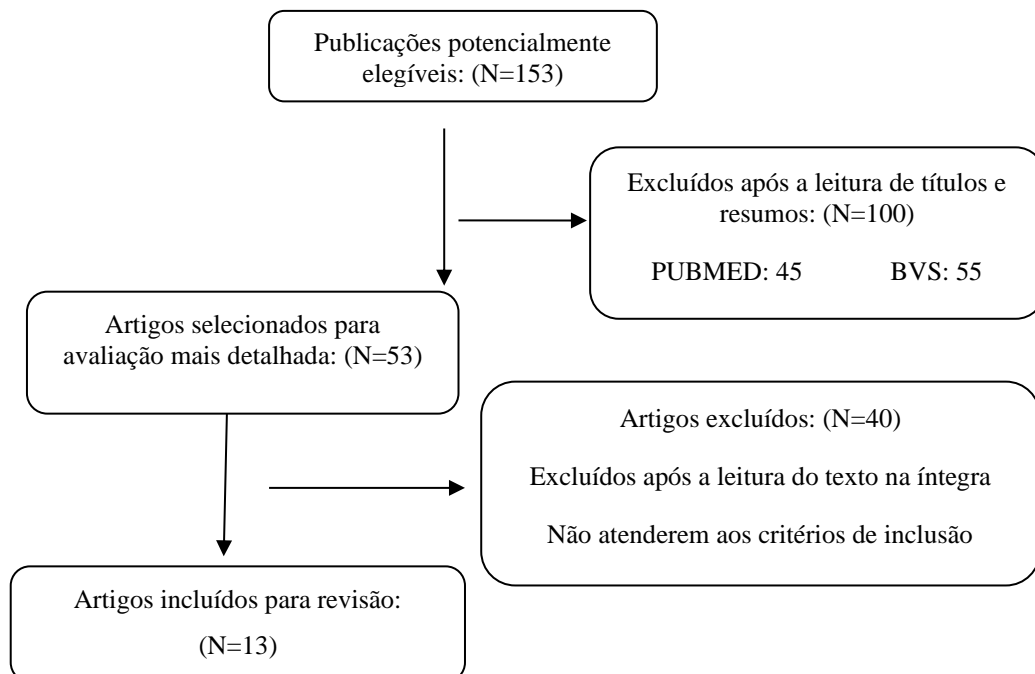 Publicações potencialmente
elegíveis: (N=153)
Excluídos após a leitura de títulos e
resumos: (N=100)
PUBMED: 45 BVS: 55
Artigos selecionados para
avaliação mais detalhada: (N=53)
Artigos excluídos: (N=40)
Excluídos após a leitura do texto na íntegra
Não atenderem aos critérios de inclusão
Artigos incluídos para revisão:
(N=13)